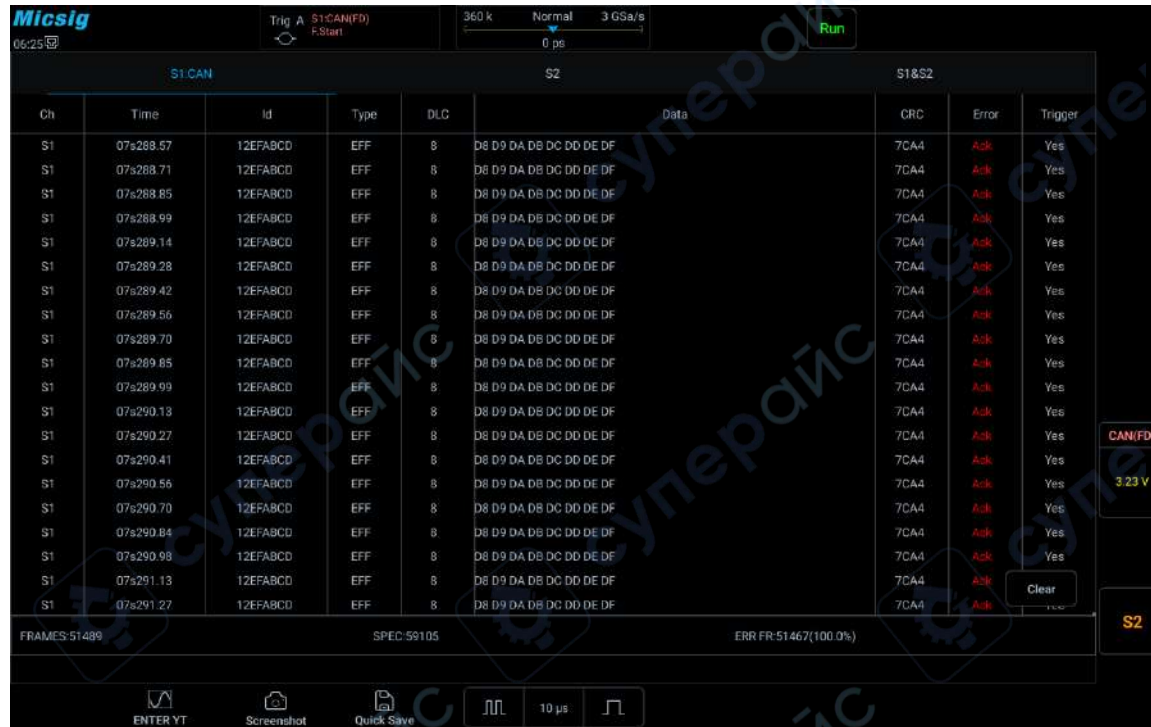 Micsig
Trig A S1:CAN(FD)
F.Start
360 k Normal 3 GSa/s
0 ps
Run
06:25
S1:CAN S2 S1&S2
Ch Time Id Type DLC Data CRC Error Trigger
S1 07s288.57 12EFABCD EFF 8 D8 D9 DA DB DC DD DE DF 7CA4 Ack Yes
S1 07s288.71 12EFABCD EFF 8 D8 D9 DA DB DC DD DE DF 7CA4 Ack Yes
S1 07s288.85 12EFABCD EFF 8 D8 D9 DA DB DC DD DE DF 7CA4 Ack Yes
S1 07s288.99 12EFABCD EFF 8 D8 D9 DA DB DC DD DE DF 7CA4 Ack Yes
S1 07s289.14 12EFABCD EFF 8 D8 D9 DA DB DC DD DE DF 7CA4 Ack Yes
S1 07s289.28 12EFABCD EFF 8 D8 D9 DA DB DC DD DE DF 7CA4 Ack Yes
S1 07s289.42 12EFABCD EFF 8 D8 D9 DA DB DC DD DE DF 7CA4 Ack Yes
S1 07s289.56 12EFABCD EFF 8 D8 D9 DA DB DC DD DE DF 7CA4 Ack Yes
S1 07s289.70 12EFABCD EFF 8 D8 D9 DA DB DC DD DE DF 7CA4 Ack Yes
S1 07s289.85 12EFABCD EFF 8 D8 D9 DA DB DC DD DE DF 7CA4 Ack Yes
S1 07s289.99 12EFABCD EFF 8 D8 D9 DA DB DC DD DE DF 7CA4 Ack Yes
S1 07s290.13 12EFABCD EFF 8 D8 D9 DA DB DC DD DE DF 7CA4 Ack Yes
S1 07s290.27 12EFABCD EFF 8 D8 D9 DA DB DC DD DE DF 7CA4 Ack Yes
S1 07s290.41 12EFABCD EFF 8 D8 D9 DA DB DC DD DE DF 7CA4 Ack Yes
S1 07s290.56 12EFABCD EFF 8 D8 D9 DA DB DC DD DE DF 7CA4 Ack Yes
S1 07s290.70 12EFABCD EFF 8 D8 D9 DA DB DC DD DE DF 7CA4 Ack Yes
S1 07s290.84 12EFABCD EFF 8 D8 D9 DA DB DC DD DE DF 7CA4 Ack Yes
S1 07s290.98 12EFABCD EFF 8 D8 D9 DA DB DC DD DE DF 7CA4 Ack Yes
S1 07s291.13 12EFABCD EFF 8 D8 D9 DA DB DC DD DE DF 7CA4 Ack
S1 07s291.27 12EFABCD EFF 8 D8 D9 DA DB DC DD DE DF 7CA4 Ack
Clear
CAN(FD
3.23 V
S2
FRAMES:51489 SPEC:59105 ERR FR:51467(100.0%)
ENTER YT Screenshot Quick Save 10 µs
суперайс
суперайс
суперайс